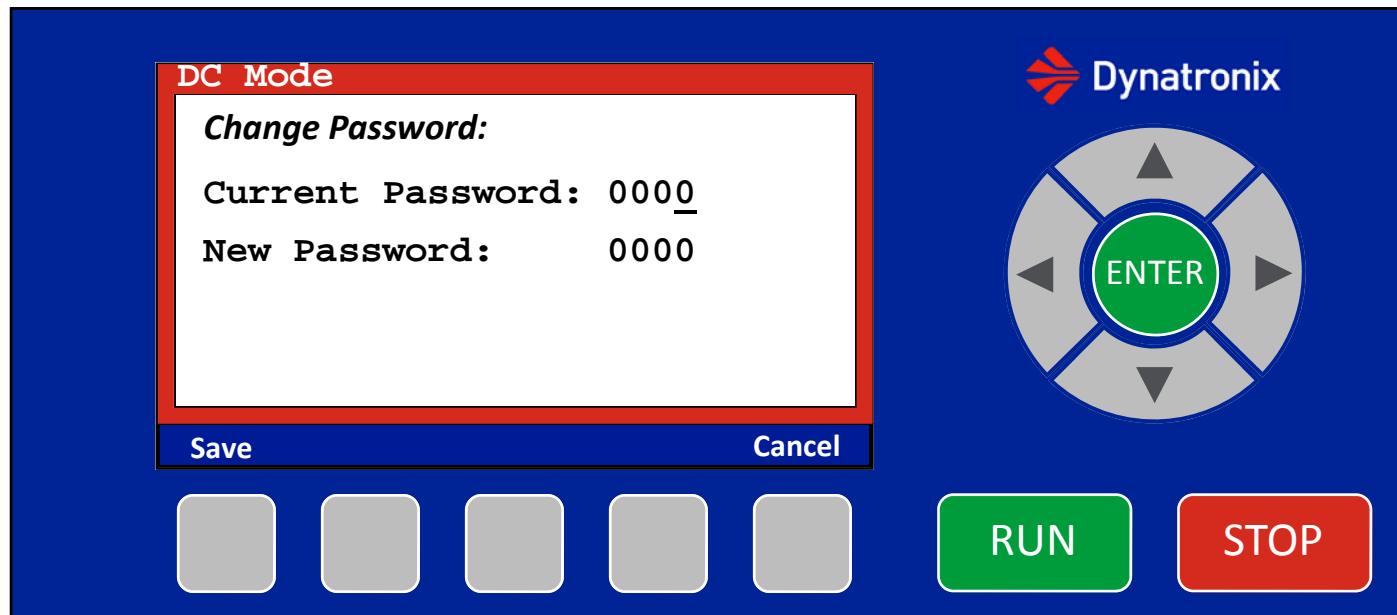 DC Mode
Dynatronix
Change Password:
Current Password: 0000
New Password: 0000
ENTER
Save Cancel
RUN STOP